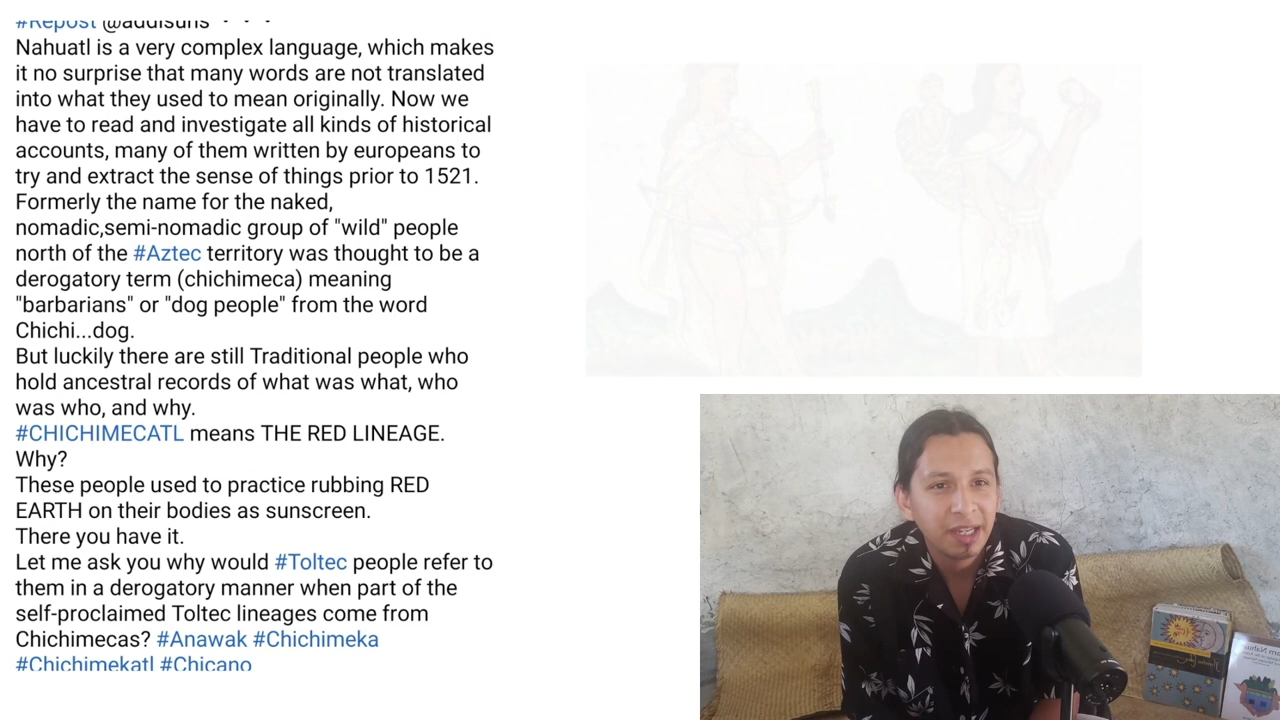 #Repost @addisuns
Nahuatl is a very complex language, which makes
it no surprise that many words are not translated
into what they used to mean originally. Now we
have to read and investigate all kinds of historical
accounts, many of them written by europeans to
try and extract the sense of things prior to 1521.
Formerly the name for the naked,
nomadic,semi-nomadic group of "wild" people
north of the #Aztec territory was thought to be a
derogatory term (chichimeca) meaning
"barbarians" or "dog people" from the word
Chichi...dog.
But luckily there are still Traditional people who
hold ancestral records of what was what, who
was who, and why.
#CHICHIMECATL means THE RED LINEAGE.
Why?
These people used to practice rubbing RED
EARTH on their bodies as sunscreen.
There you have it.
Let me ask you why would #Toltec people refer to
them in a derogatory manner when part of the
self-proclaimed Toltec lineages come from
Chichimecas? #Anawak #Chichimeka
#Chichimekatl #Chicano